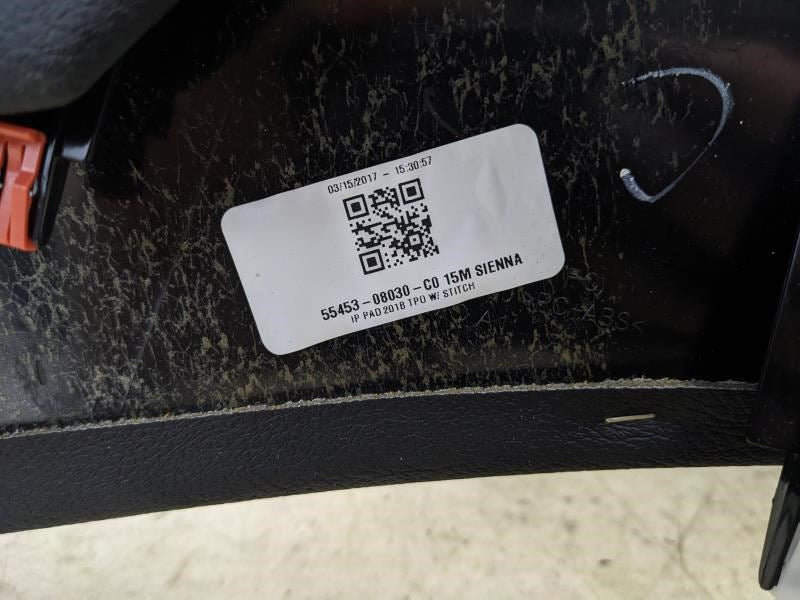 03/15/2017 - 15:30:57
55453-08030-C0 15M SIENNA
IP PAD 2018 TPO W/ STITCH